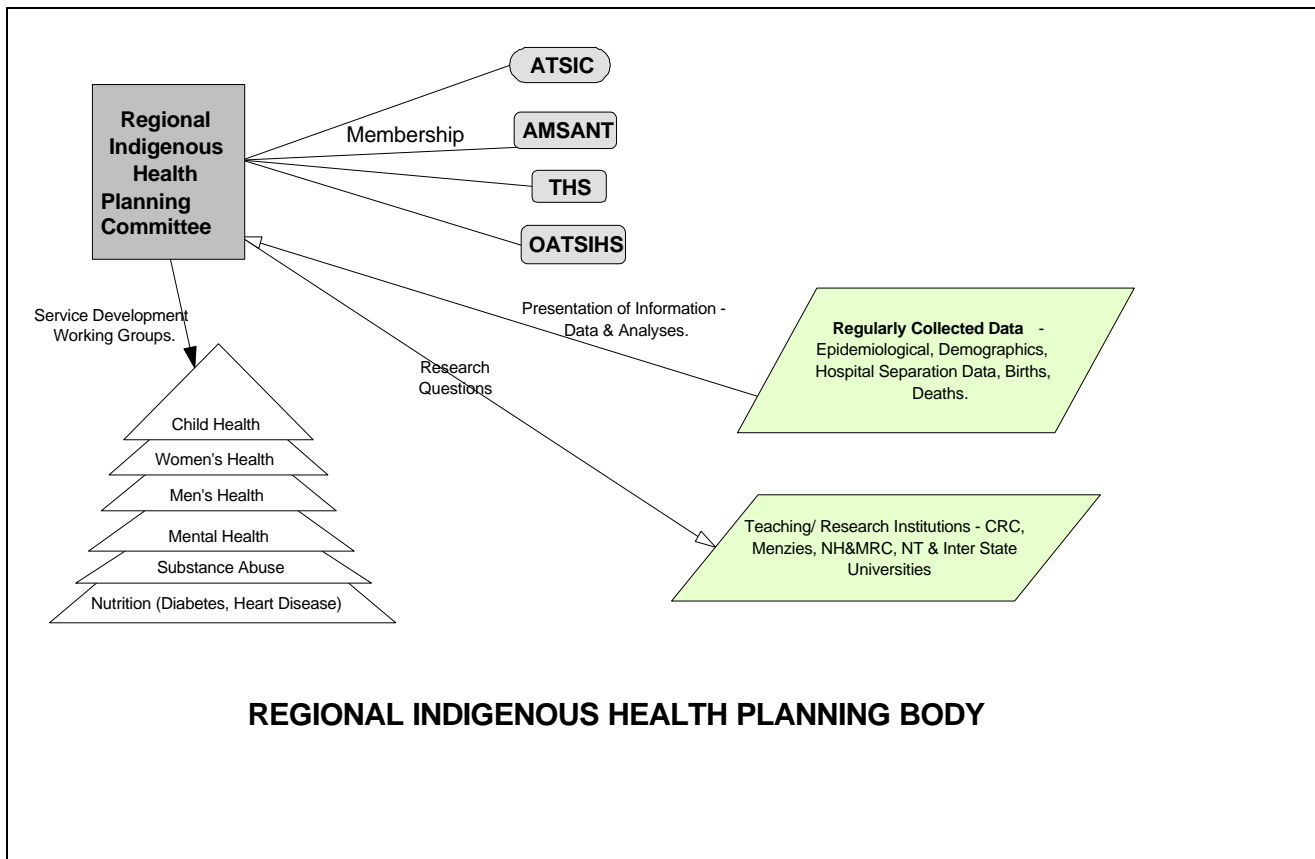 Regional
Indigenous
Health
Planning
Committee
Membership
ATSIC
AMSANT
THS
OATSIHS
Service Development
Working Groups.
Child Health
Women's Health
Men's Health
Mental Health
Substance Abuse
Nutrition (Diabetes, Heart Disease)
Presentation of Information -
Data & Analyses.
Research
Questions
Regularly Collected Data -
Epidemiological, Demographics,
Hospital Separation Data, Births,
Deaths.
Teaching/ Research Institutions - CRC,
Menzies, NH&MRC, NT & Inter State
Universities
REGIONAL INDIGENOUS HEALTH PLANNING BODY